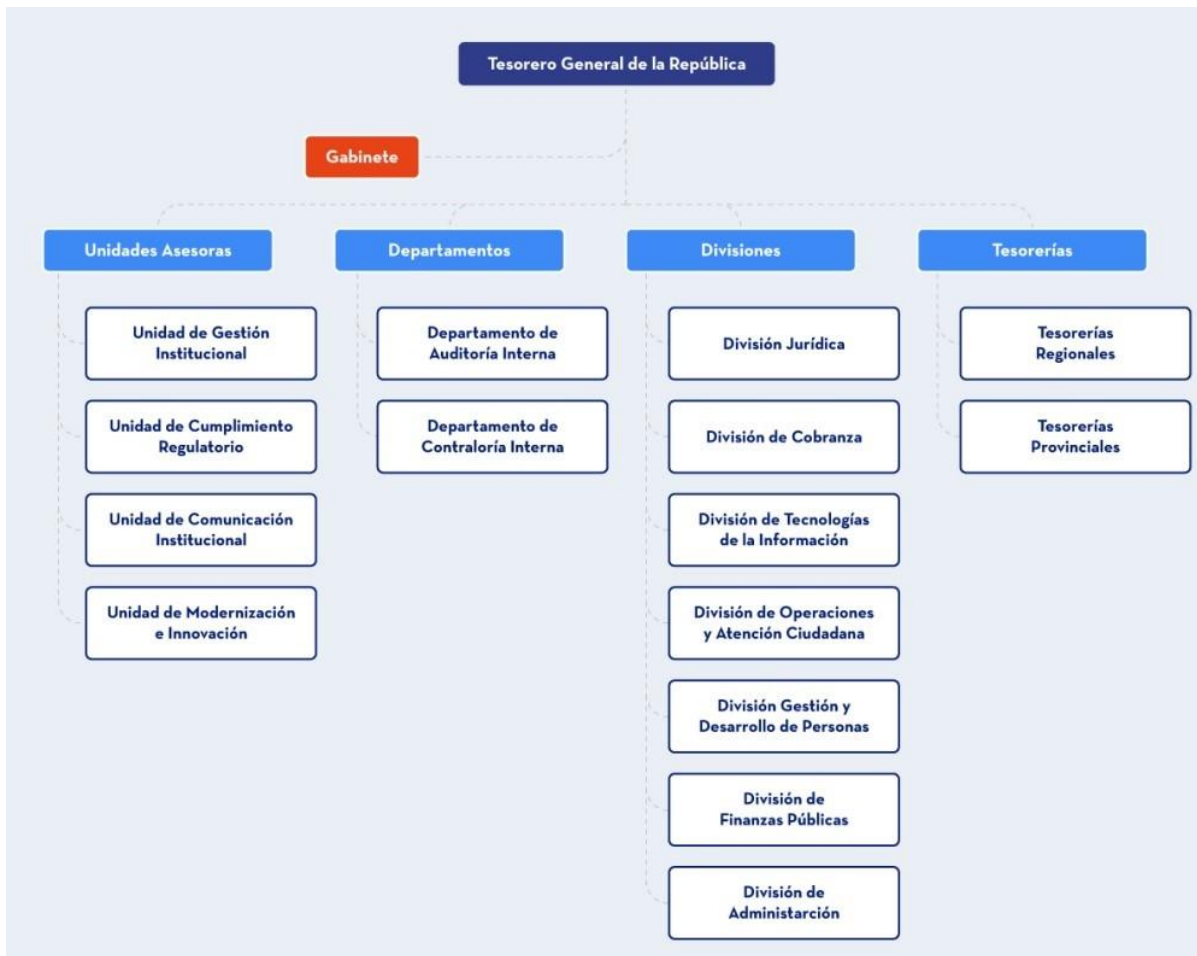 Tesorero General de la República
Gabinete
Unidades Asesoras
Unidad de Gestión
Institucional
Unidad de Cumplimiento
Regulatorio
Unidad de Comunicación
Institucional
Unidad de Modernización
e Innovación
Departamentos
Departamento de
Auditoría Interna
Departamento de
Contraloría Interna
Divisiones
División Jurídica
División de Cobranza
División de Tecnologías
de la Información
División de Operaciones
y Atención Ciudadana
División Gestión y
Desarrollo de Personas
División de
Finanzas Públicas
División de
Administarción
Tesorerías
Tesorerías
Regionales
Tesorerías
Provinciales